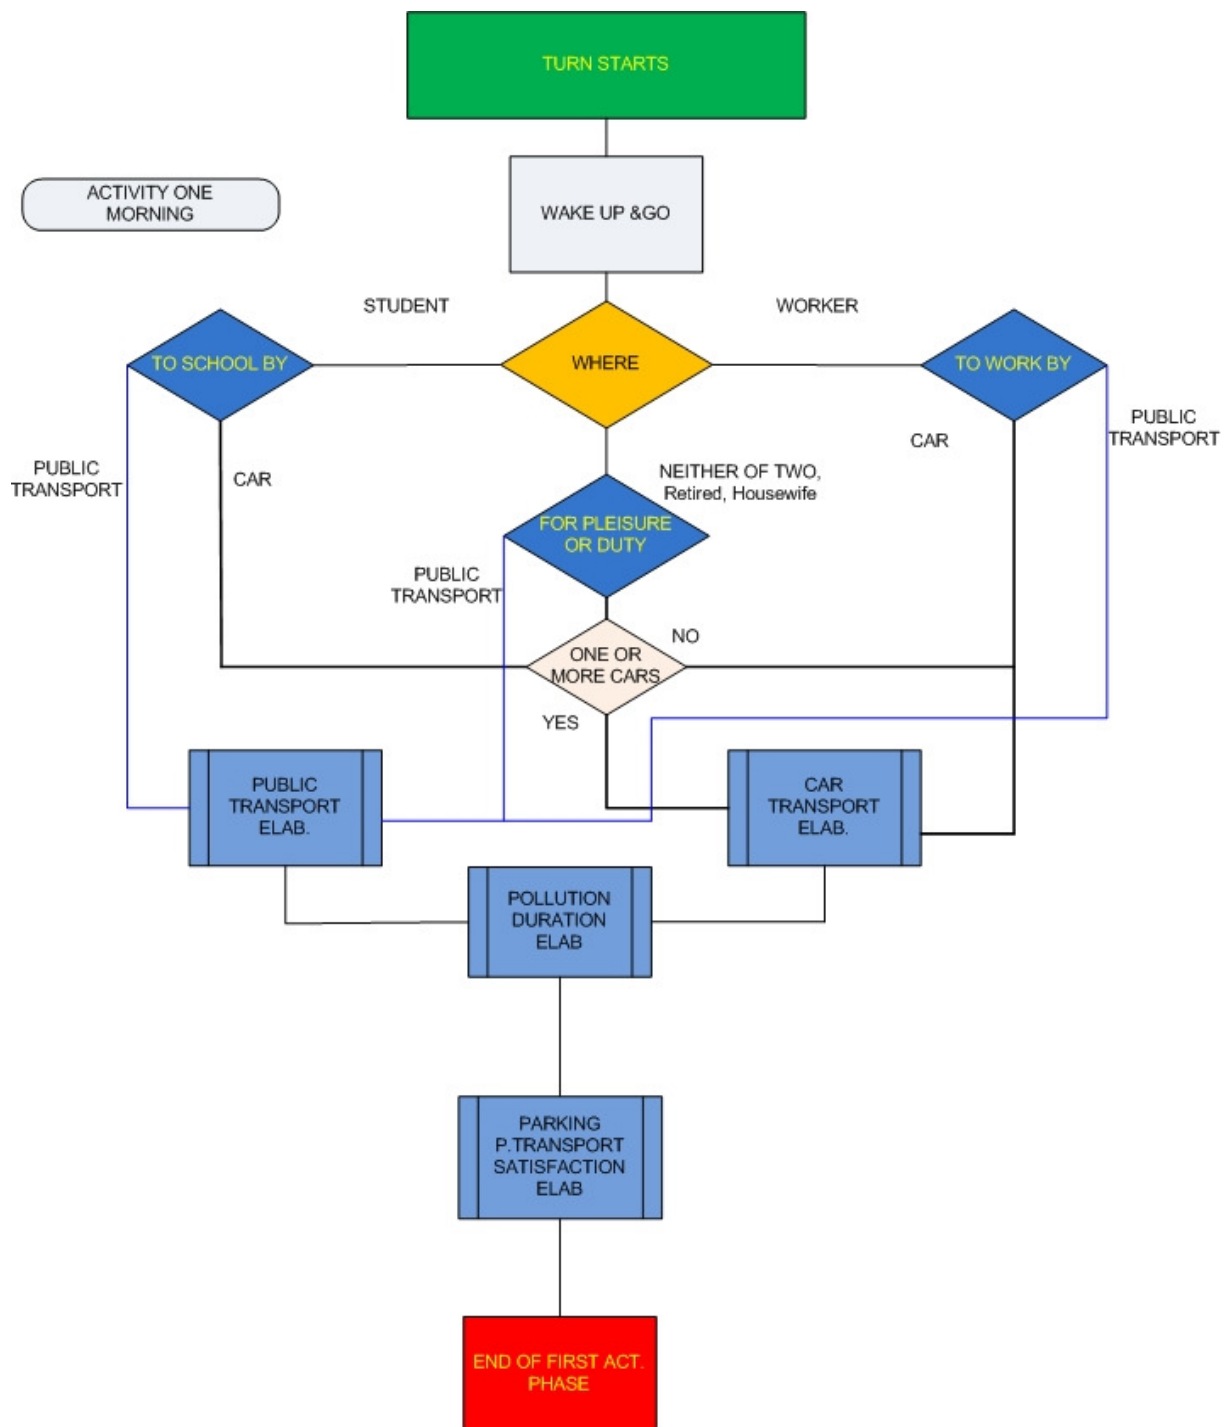 TURN STARTS
WAKE UP &GO
ACTIVITY ONE
MORNING
STUDENT
WORKER
TO SCHOOL BY
WHERE
TO WORK BY
PUBLIC
TRANSPORT
CAR
PUBLIC
TRANSPORT
CAR
NEITHER OF TWO,
Retired, Housewife
FOR PLEISURE
OR DUTY
PUBLIC
TRANSPORT
NO
ONE OR
MORE CARS
YES
PUBLIC
TRANSPORT
ELAB.
CAR
TRANSPORT
ELAB.
POLLUTION
DURATION
ELAB
PARKING
P.TRANSPORT
SATISFACTION
ELAB
END OF FIRST ACT.
PHASE